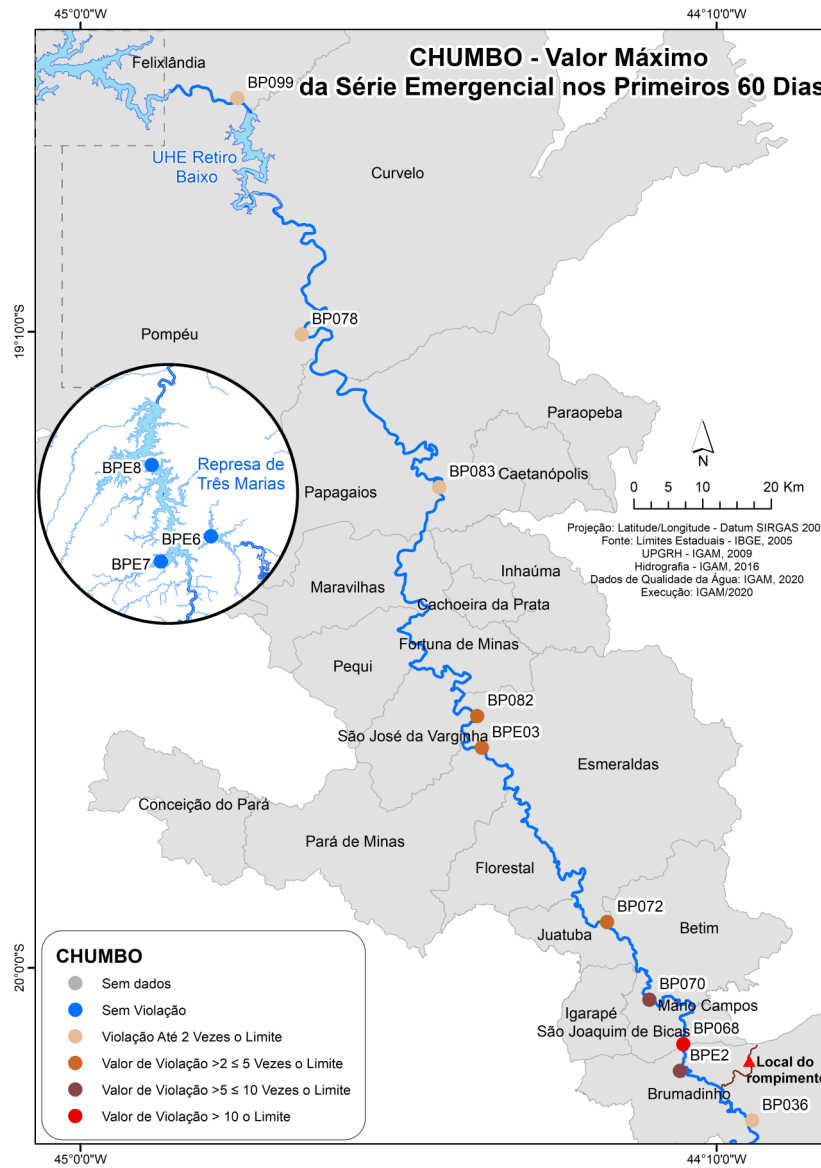 45°0'0"W
44°10'0"W
CHUMBO - Valor Máximo
da Série Emergencial nos Primeiros 60 Dias
Felixlândia
BP099
UHE Retiro
Baixo
Curvelo
19°10'0"S
BP078
Pompéu
Paraopeba
BPE8
Represa de
Três Marias
BP083
Caetanópolis
Papagaios
N
0 5 10 20 Km
BPE6
BPE7
Projeção: Latitude/Longitude - Datum SIRGAS 200
Fonte: Limites Estaduais - IBGE, 2005
UPGRH - IGAM, 2009
Hidrografia - IGAM, 2016
Dados de Qualidade da Água: IGAM, 2020
Execução: IGAM/2020
Inhaúma
Maravilhas
Cachoeira da Prata
Fortuna de Minas
Pequi
BP082
BPE03
São José da Varginha
Esmeraldas
Conceição do Pará
Pará de Minas
Florestal
BP072
Juatuba
Betim
20°0'0"S
BP070
Mário Campos
Igarapé
São Joaquim de Bicas
BP068
BPE2
Local do
rompimento
Brumadinho
BP036
CHUMBO
Sem dados
Sem Violação
Violação Até 2 Vezes o Limite
Valor de Violação >2 ≤ 5 Vezes o Limite
Valor de Violação >5 ≤ 10 Vezes o Limite
Valor de Violação > 10 o Limite
45°0'0"W
44°10'0"W